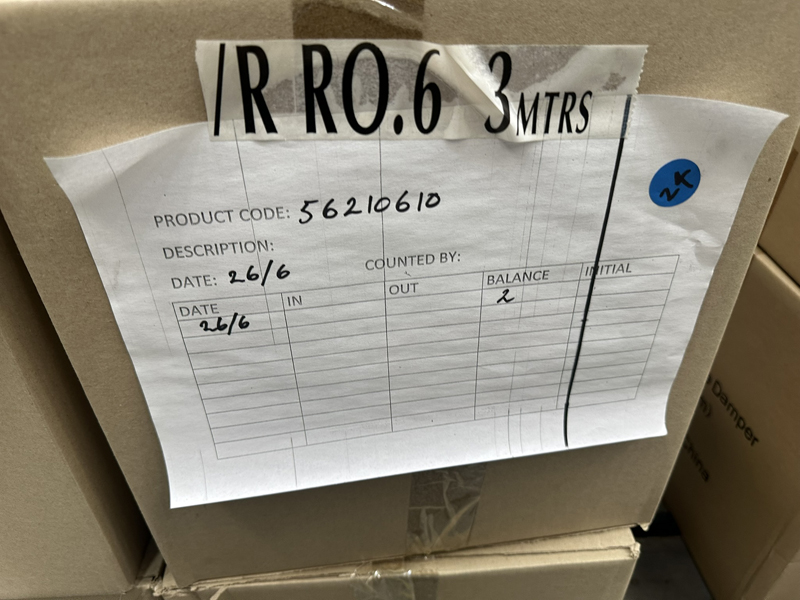 /R RO.6 3MTRS
2K
PRODUCT CODE: 56210610
DESCRIPTION:
DATE: 26/6 COUNTED BY:
DATE IN OUT BALANCE INITIAL
26/6 2
Damper
China